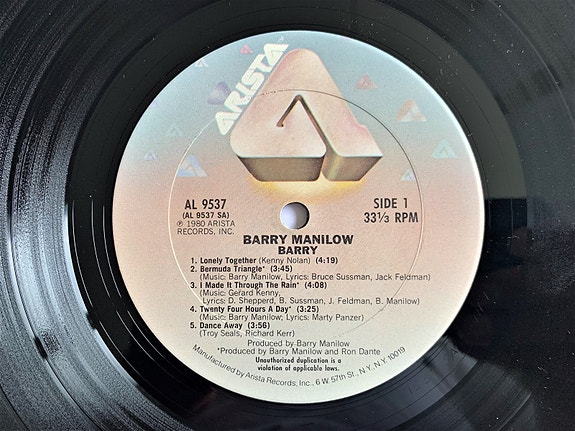 ARISTA
AL 9537
(AL 9537 SA)
℗ 1980 ARISTA
RECORDS, INC.
SIDE 1
33⅓ RPM
BARRY MANILOW
BARRY
1. Lonely Together (Kenny Nolan) (4:19)
2. Bermuda Triangle* (3:45)
(Music: Barry Manilow, Lyrics: Bruce Sussman, Jack Feldman)
3. I Made It Through The Rain* (4:08)
(Music: Gerard Kenny,
Lyrics: D. Shepperd, B. Sussman, J. Feldman, B. Manilow)
4. Twenty Four Hours A Day* (3:25)
(Music: Barry Manilow; Lyrics: Marty Panzer)
5. Dance Away (3:56)
(Troy Seals, Richard Kerr)
Produced by Barry Manilow
*Produced by Barry Manilow and Ron Dante
Unauthorized duplication is a
violation of applicable laws.
Manufactured by Arista Records, Inc., 6 W. 57th St., N.Y., N.Y. 10019